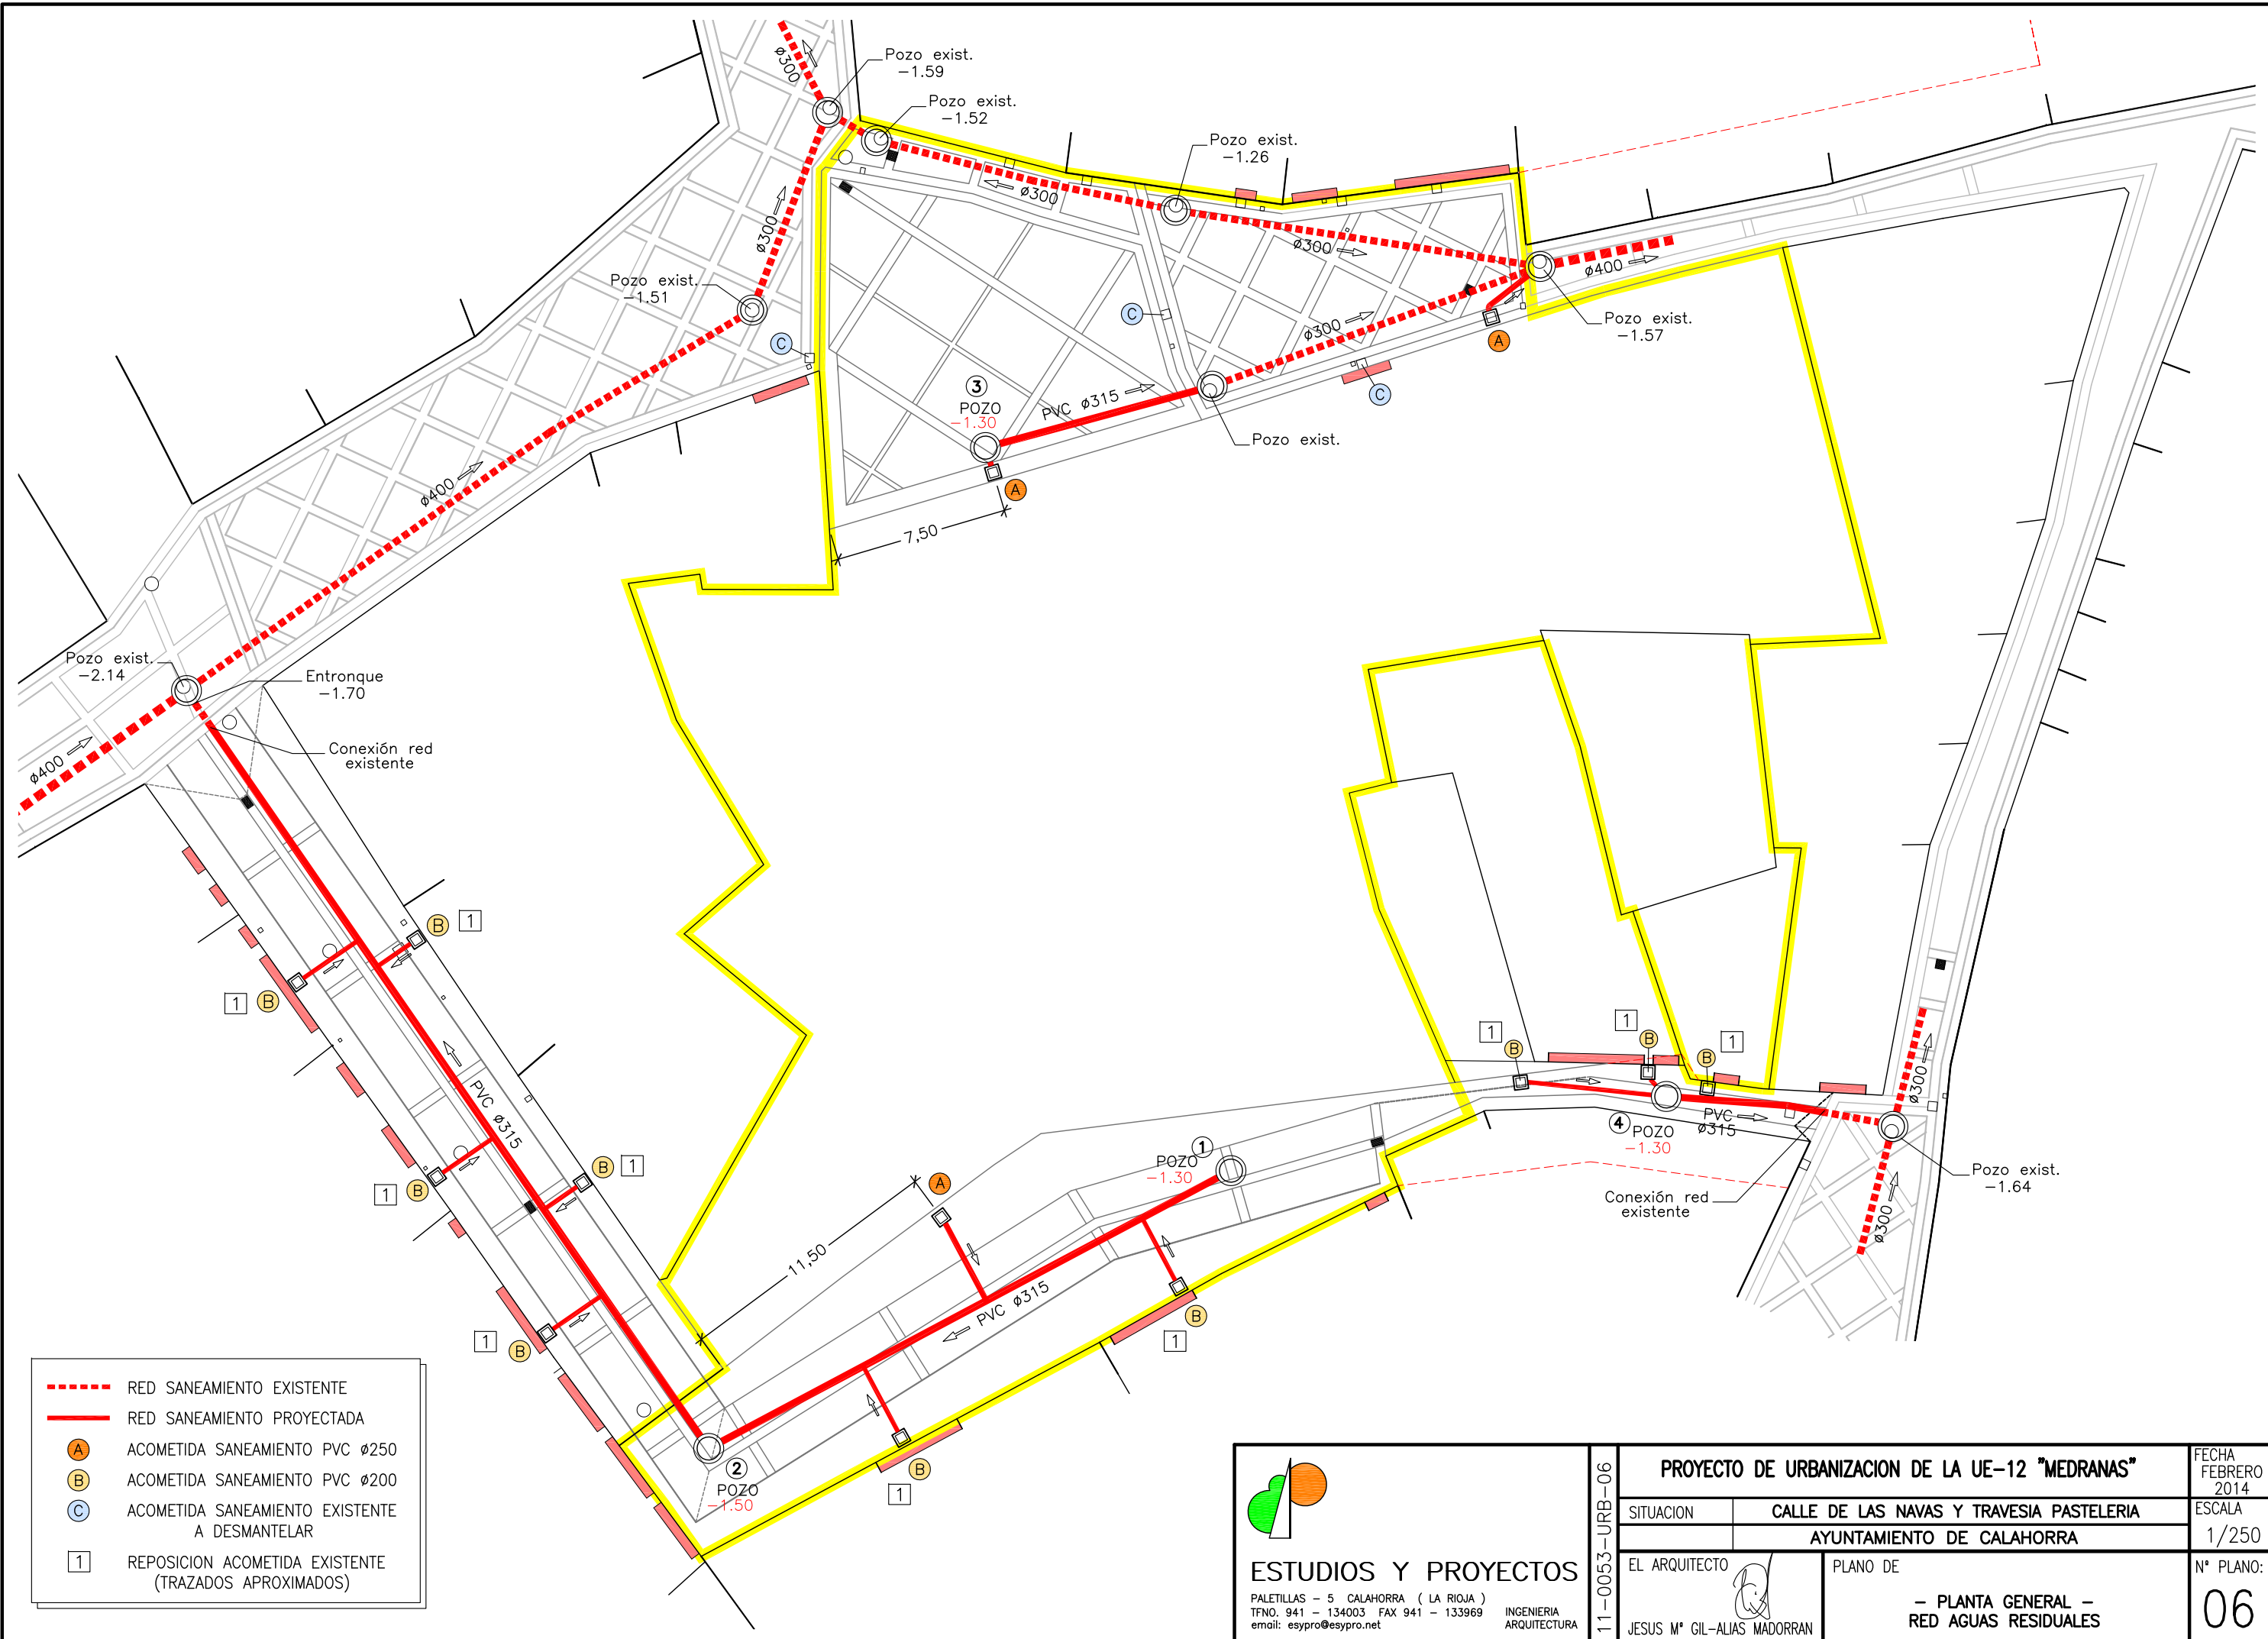 ø300
Pozo exist.
-1.59
Pozo exist.
-1.52
Pozo exist.
-1.26
ø300
ø300
Pozo exist.
-1.51
ø300
ø400
Pozo exist.
-1.57
C
C
ø300
A
C
3
POZO
-1.30
PVC ø315
Pozo exist.
A
7,50
ø400
Pozo exist.
-2.14
Entronque
-1.70
Conexión red
existente
ø400
B 1
1 B
PVC ø315
B 1
1 B
1 B
1
B
1
B
1
B
ø300
4
POZO
-1.30
PVC
ø315
Pozo exist.
-1.64
Conexión red
existente
ø300
1
POZO
-1.30
A
11,50
PVC ø315
B
1
2
POZO
-1.50
B
1
RED SANEAMIENTO EXISTENTE
RED SANEAMIENTO PROYECTADA
A ACOMETIDA SANEAMIENTO PVC ø250
B ACOMETIDA SANEAMIENTO PVC ø200
C ACOMETIDA SANEAMIENTO EXISTENTE
A DESMANTELAR
1 REPOSICION ACOMETIDA EXISTENTE
(TRAZADOS APROXIMADOS)
ESTUDIOS Y PROYECTOS
PALETILLAS - 5 CALAHORRA ( LA RIOJA )
TFNO. 941 - 134003 FAX 941 - 133969
email: esypro@esypro.net
INGENIERIA
ARQUITECTURA
11-0053-URB-06
PROYECTO DE URBANIZACION DE LA UE-12 "MEDRANAS"
SITUACION
CALLE DE LAS NAVAS Y TRAVESIA PASTELERIA
AYUNTAMIENTO DE CALAHORRA
EL ARQUITECTO
JESUS Mª GIL-ALIAS MADORRAN
PLANO DE
- PLANTA GENERAL -
RED AGUAS RESIDUALES
FECHA
FEBRERO
2014
ESCALA
1/250
Nº PLANO:
06